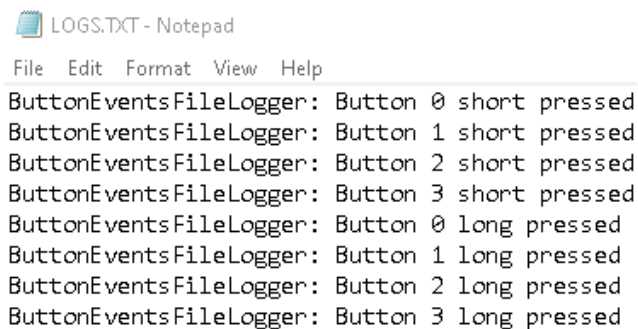 LOGS.TXT - Notepad
File Edit Format View Help
ButtonEventsFileLogger: Button 0 short pressed
ButtonEventsFileLogger: Button 1 short pressed
ButtonEventsFileLogger: Button 2 short pressed
ButtonEventsFileLogger: Button 3 short pressed
ButtonEventsFileLogger: Button 0 long pressed
ButtonEventsFileLogger: Button 1 long pressed
ButtonEventsFileLogger: Button 2 long pressed
ButtonEventsFileLogger: Button 3 long pressed